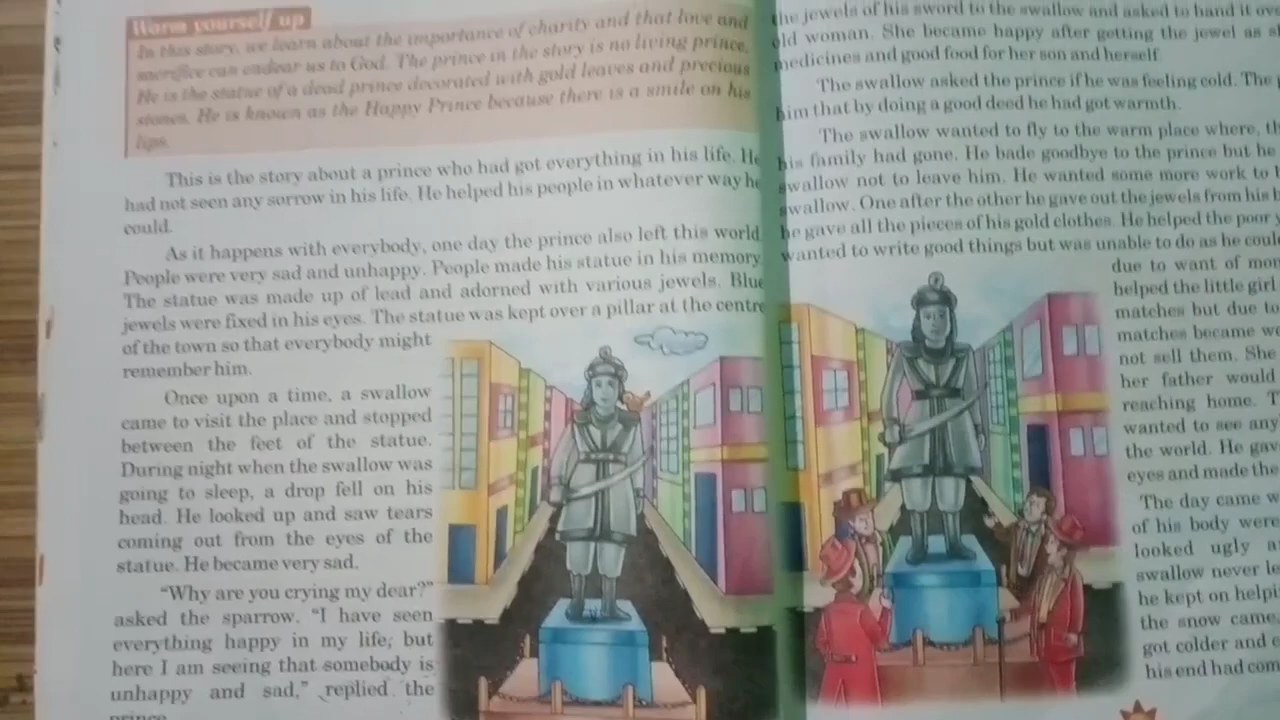 Warm yourself up
In this story, we learn about the importance of charity and that love and
sacrifice can endear us to God. The prince in the story is no living prince.
He is the statue of a dead prince decorated with gold leaves and precious
stones. He is known as the Happy Prince because there is a smile on his
lips.
This is the story about a prince who had got everything in his life. He
had not seen any sorrow in his life. He helped his people in whatever way he
could.
As it happens with everybody, one day the prince also left this world.
People were very sad and unhappy. People made his statue in his memory.
The statue was made up of lead and adorned with various jewels. Blue
jewels were fixed in his eyes. The statue was kept over a pillar at the centre
of the town so that everybody might
remember him.
Once upon a time, a swallow
came to visit the place and stopped
between the feet of the statue.
During night when the swallow was
going to sleep, a drop fell on his
head. He looked up and saw tears
coming out from the eyes of the
statue. He became very sad.
“Why are you crying my dear?”
asked the sparrow. “I have seen
everything happy in my life; but
here I am seeing that somebody is
unhappy and sad,” replied the
prince
the jewels of his sword to the swallow and asked to hand it
old woman. She became happy after getting the jewel as
medicines and good food for her son and herself.
The swallow asked the prince if he was feeling cold. The
him that by doing a good deed he had got warmth.
The swallow wanted to fly to the warm place where,
his family had gone. He bade goodbye to the prince but he
swallow not to leave him. He wanted some more work to
swallow. One after the other he gave out the jewels from his
he gave all the pieces of his gold clothes. He helped the poor
wanted to write good things but was unable to do as he
due to want of
helped the little girl
matches but due to
matches became
not sell them. She
her father would
reaching home.
wanted to see any
the world. He
eyes and made the
The day came
of his body were
looked ugly
swallow never
he kept on
the snow came.
got colder and
his end had